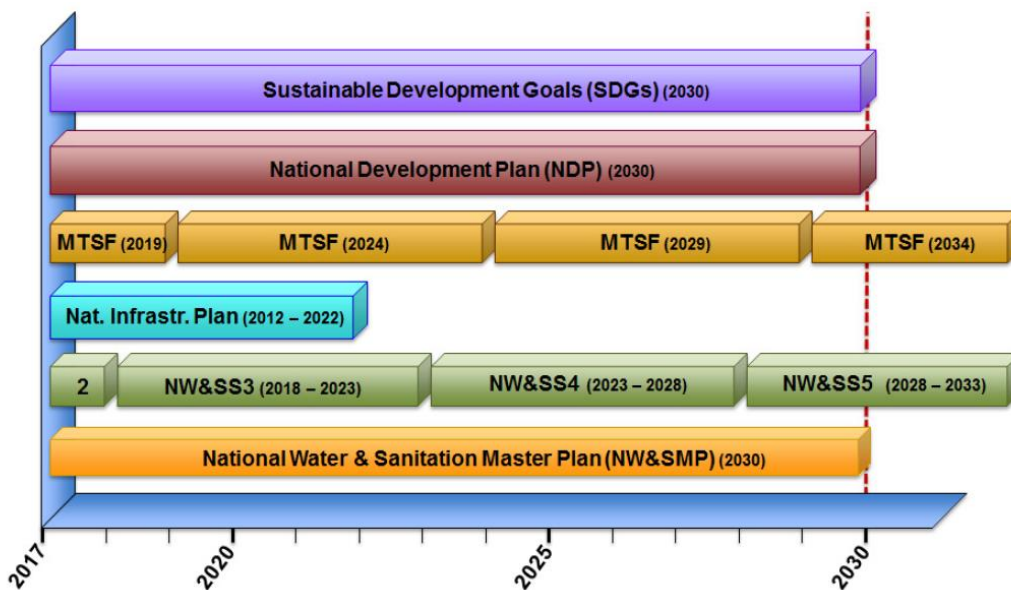 Sustainable Development Goals (SDGs) (2030)
National Development Plan (NDP) (2030)
MTSF (2019) MTSF (2024) MTSF (2029) MTSF (2034)
Nat. Infrastr. Plan (2012 – 2022)
2 NW&SS3 (2018 – 2023) NW&SS4 (2023 – 2028) NW&SS5 (2028 – 2033)
National Water & Sanitation Master Plan (NW&SMP) (2030)
2017 2020 2025 2030